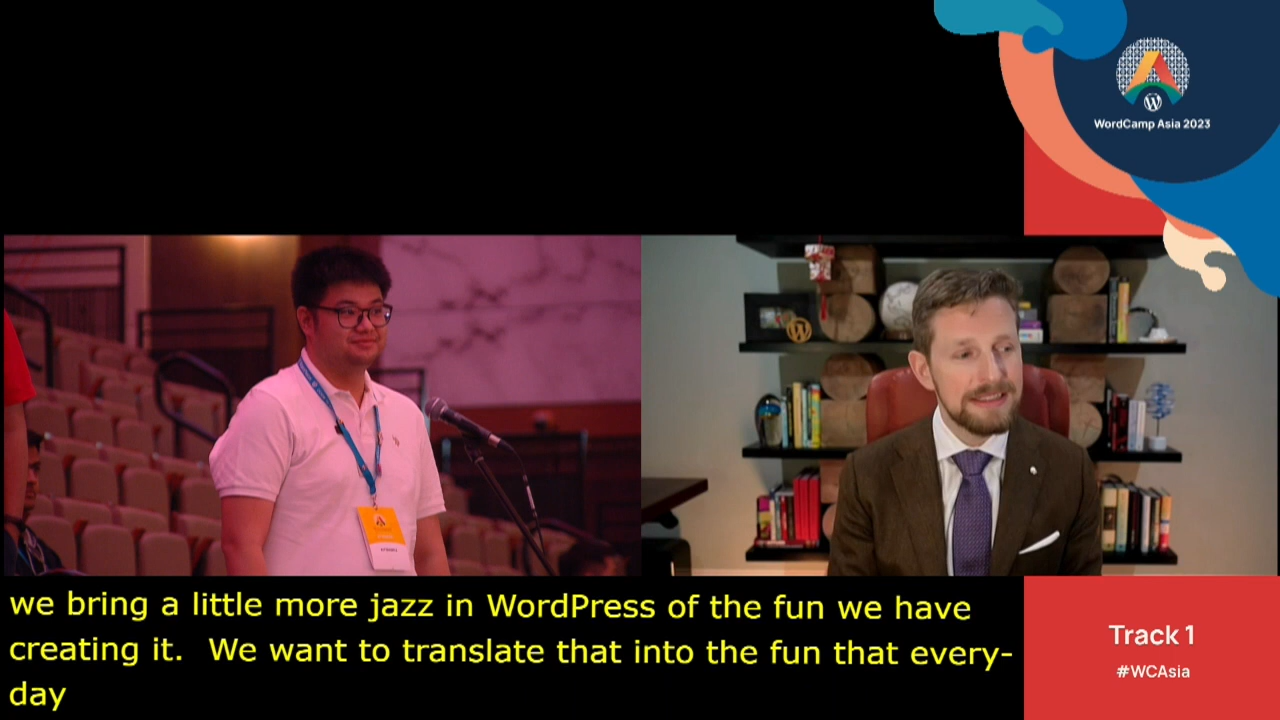 WordCamp Asia 2023
we bring a little more jazz in WordPress of the fun we have
creating it.  We want to translate that into the fun that every-
day
Track 1
#WCAsia